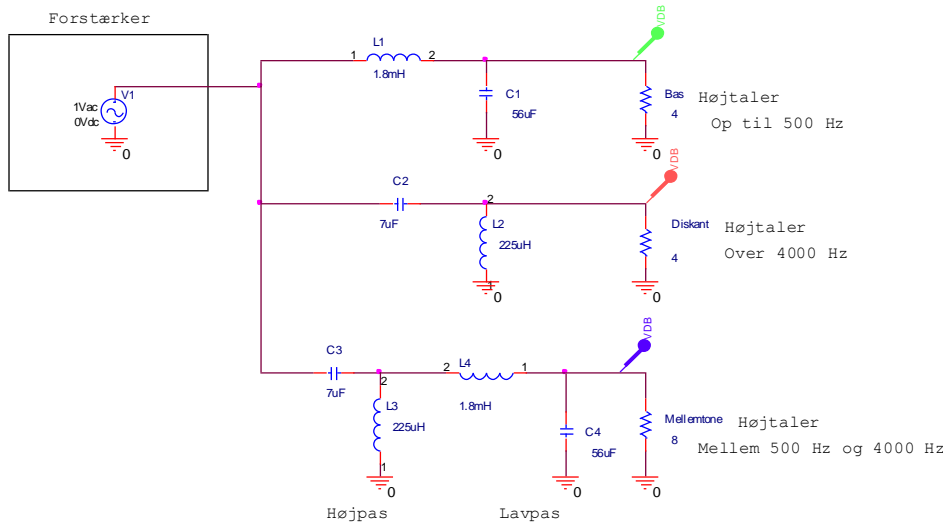 Forstærker
V1
1Vac
0Vdc
0
L1
1
2
1.8mH
C1
56uF
0
VDB
Bas
4
0
Højtaler
Op til 500 Hz
C2
7uF
2
L2
225uH
1
0
VDB
Diskant
4
0
Højtaler
Over 4000 Hz
C3
7uF
2
L3
225uH
1
0
L4
2
1
1.8mH
C4
56uF
0
VDB
Mellemtone
8
0
Højtaler
Mellem 500 Hz og 4000 Hz
Højpas
Lavpas